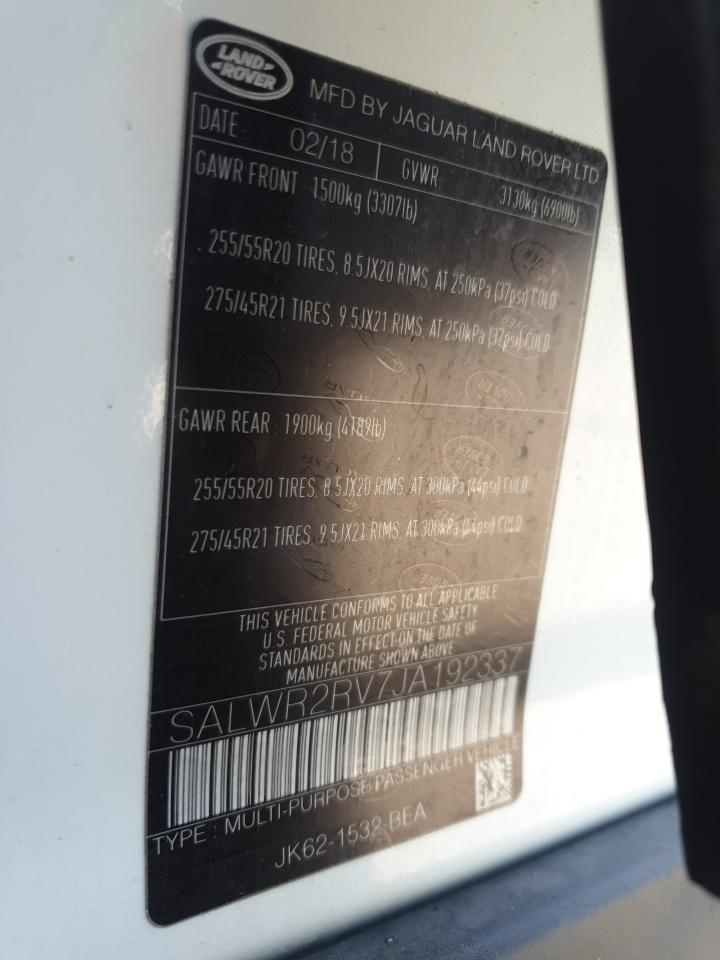 LAND ROVER
MFD BY JAGUAR LAND ROVER LTD
DATE: 02/18 GVWR 3130kg (6900lb)
GAWR FRONT: 1500kg (3307lb)
255/55R20 TIRES, 8.5JX20 RIMS, AT 250kPa (37psi) COLD
275/45R21 TIRES, 9.5JX21 RIMS, AT 250kPa (37psi) COLD
GAWR REAR: 1900kg (4189lb)
255/55R20 TIRES, 8.5JX20 RIMS, AT 300kPa (44psi) COLD
275/45R21 TIRES, 9.5JX21 RIMS, AT 300kPa (44psi) COLD
THIS VEHICLE CONFORMS TO ALL APPLICABLE
U.S. FEDERAL MOTOR VEHICLE SAFETY
STANDARDS IN EFFECT ON THE DATE OF
MANUFACTURE SHOWN ABOVE
SALWR2RV7JA192337
TYPE: MULTI-PURPOSE PASSENGER VEHICLE
JK62-1532-BEA